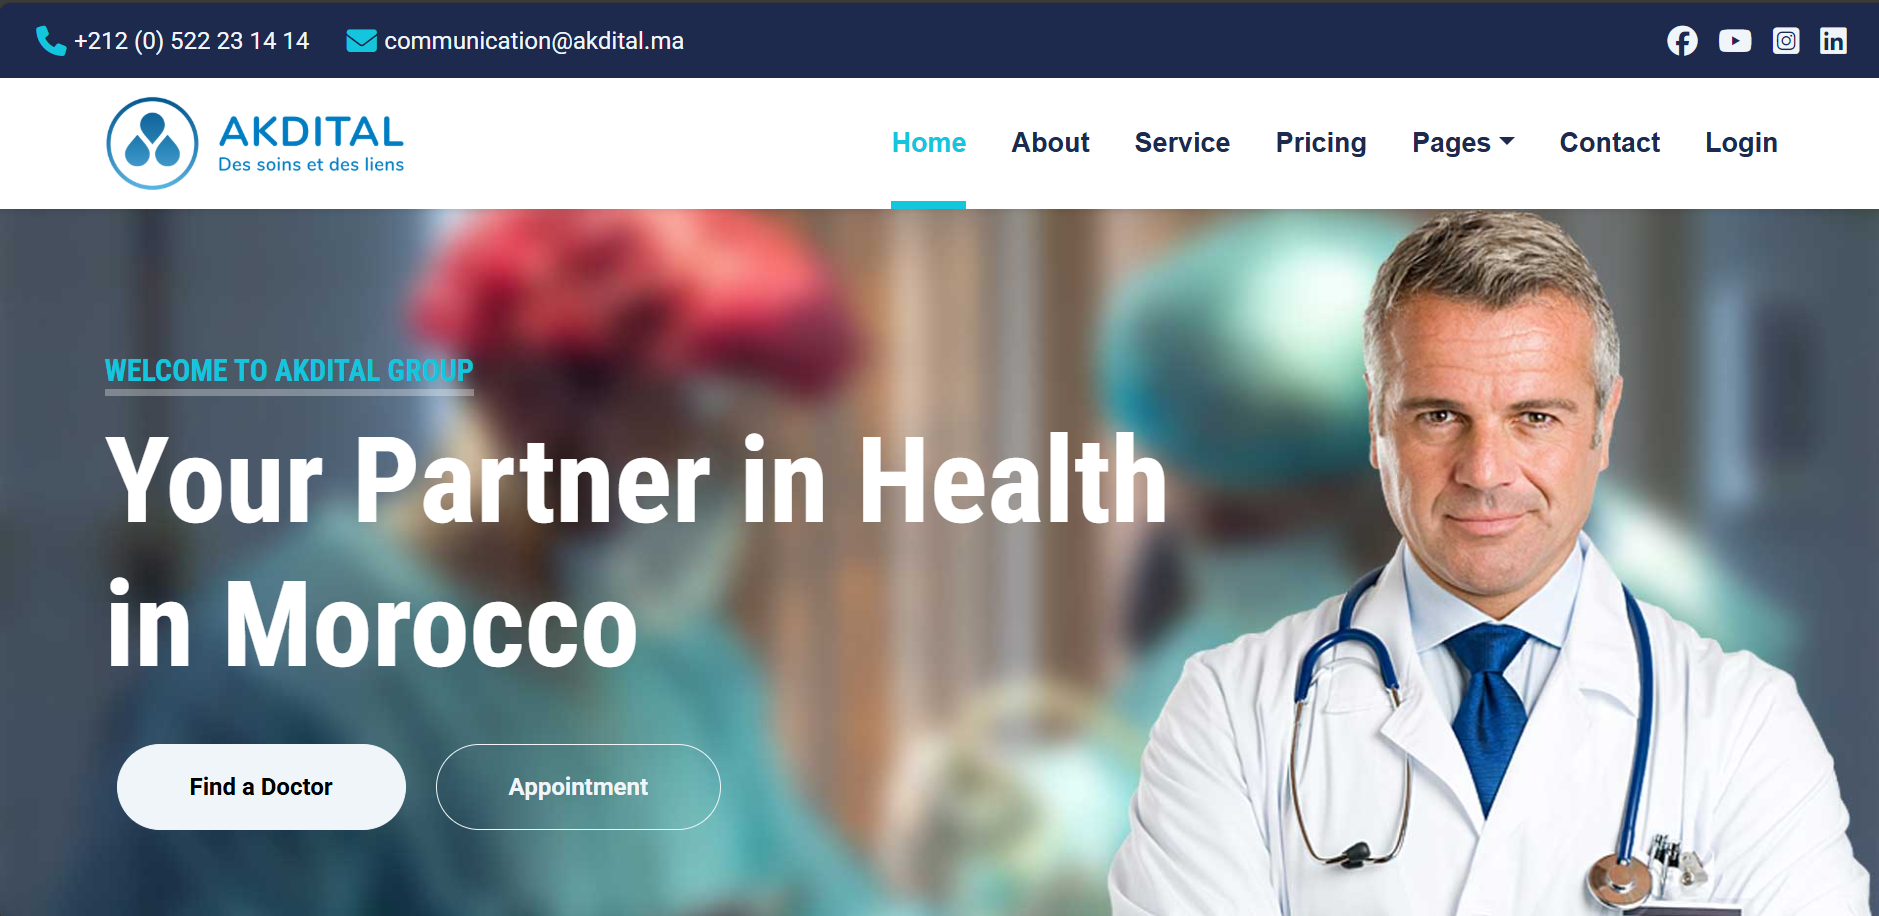 +212 (0) 522 23 14 14 communication@akdital.ma
AKDITAL
Des soins et des liens
Home About Service Pricing Pages Contact Login
WELCOME TO AKDITAL GROUP
Your Partner in Health
in Morocco
Find a Doctor Appointment